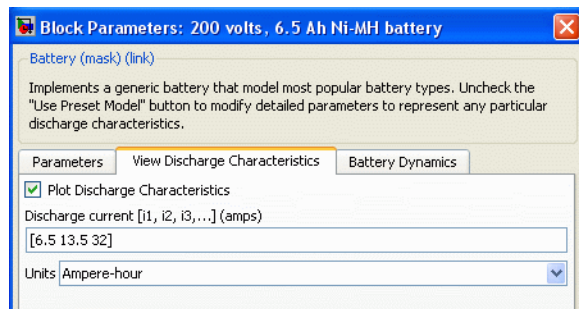 Block Parameters: 200 volts, 6.5 Ah Ni-MH battery
Battery (mask) (link)
Implements a generic battery that model most popular battery types. Uncheck the
"Use Preset Model" button to modify detailed parameters to represent any particular
discharge characteristics.
Parameters View Discharge Characteristics Battery Dynamics
Plot Discharge Characteristics
Discharge current [i1, i2, i3,...] (amps)
[6.5 13.5 32]
Units Ampere-hour